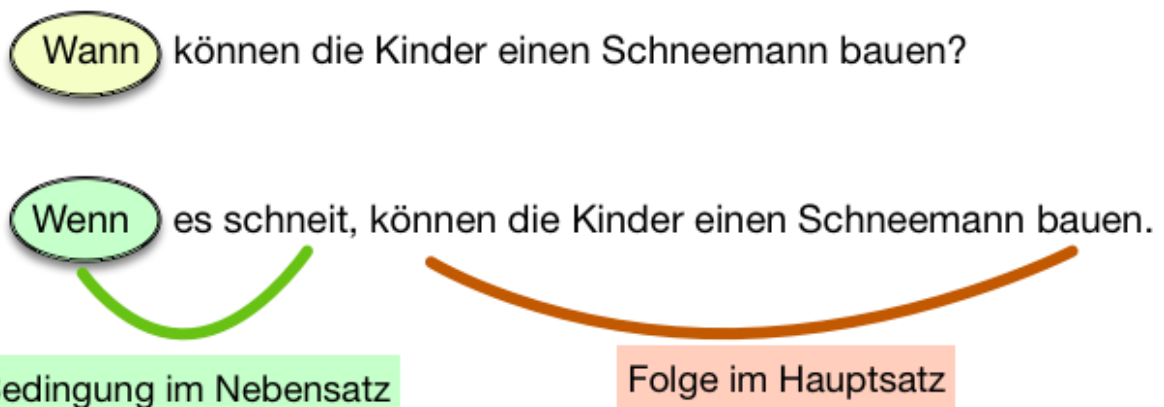 Wann können die Kinder einen Schneemann bauen?
Wenn es schneit, können die Kinder einen Schneemann bauen.
Bedingung im Nebensatz
Folge im Hauptsatz